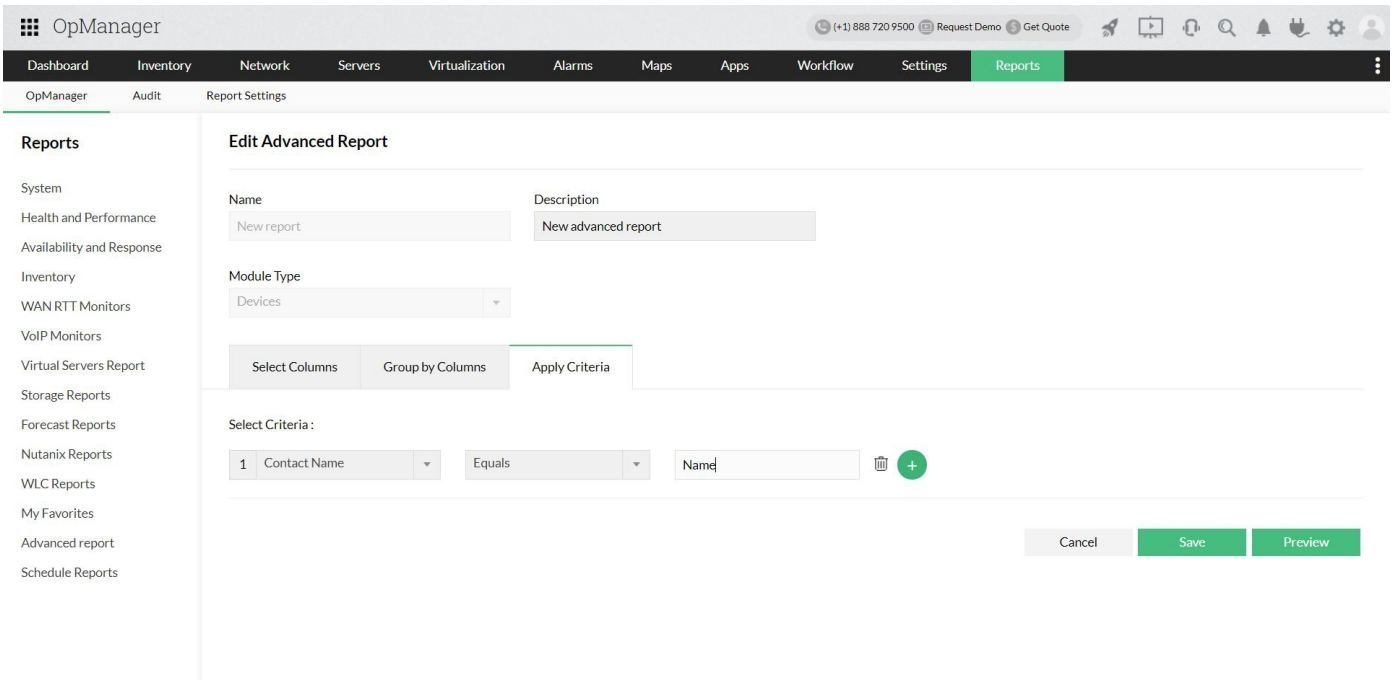 OpManager
(+1) 888 720 9500 Request Demo Get Quote
Dashboard Inventory Network Servers Virtualization Alarms Maps Apps Workflow Settings Reports
OpManager Audit Report Settings
Reports
System
Health and Performance
Availability and Response
Inventory
WAN RTT Monitors
VoIP Monitors
Virtual Servers Report
Storage Reports
Forecast Reports
Nutanix Reports
WLC Reports
My Favorites
Advanced report
Schedule Reports
Edit Advanced Report
Name Description
New report New advanced report
Module Type
Devices
Select Columns Group by Columns Apply Criteria
Select Criteria :
1 Contact Name Equals Name
Cancel Save Preview